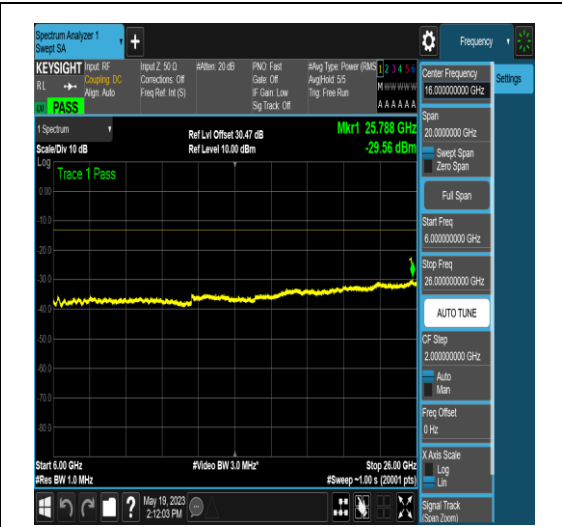 Spectrum Analyzer 1
Swept SA
Frequency
KEYSIGHT
RL
PASS
Input: RF
Coupling: DC
Align: Auto
Input Z: 50 Ω
Corrections: Off
Freq Ref: Int (S)
#Atten: 20 dB
PNO: Fast
Gate: Off
IF Gain: Low
Sig Track: Off
#Avg Type: Power (RMS
Avg|Hold: 5/5
Trig: Free Run
1 2 3 4 5 6
M w w w w w
A A A A A A
1 Spectrum
Scale/Div 10 dB
Ref Lvl Offset 30.47 dB
Ref Level 10.00 dBm
Mkr1 25.788 GHz
-29.56 dBm
Log
Trace 1 Pass
0.00
-10.0
-20.0
-30.0
-40.0
-50.0
-60.0
-70.0
-80.0
1
Start 6.00 GHz
#Res BW 1.0 MHz
#Video BW 3.0 MHz*
Stop 26.00 GHz
#Sweep ~1.00 s (20001 pts)
Center Frequency
16.000000000 GHz
Settings
Span
20.0000000 GHz
Swept Span
Zero Span
Full Span
Start Freq
6.000000000 GHz
Stop Freq
26.000000000 GHz
AUTO TUNE
CF Step
2.000000000 GHz
Auto
Man
Freq Offset
0 Hz
X Axis Scale
Log
Lin
Signal Track
(Span Zoom)
?
May 19, 2023
2:12:03 PM